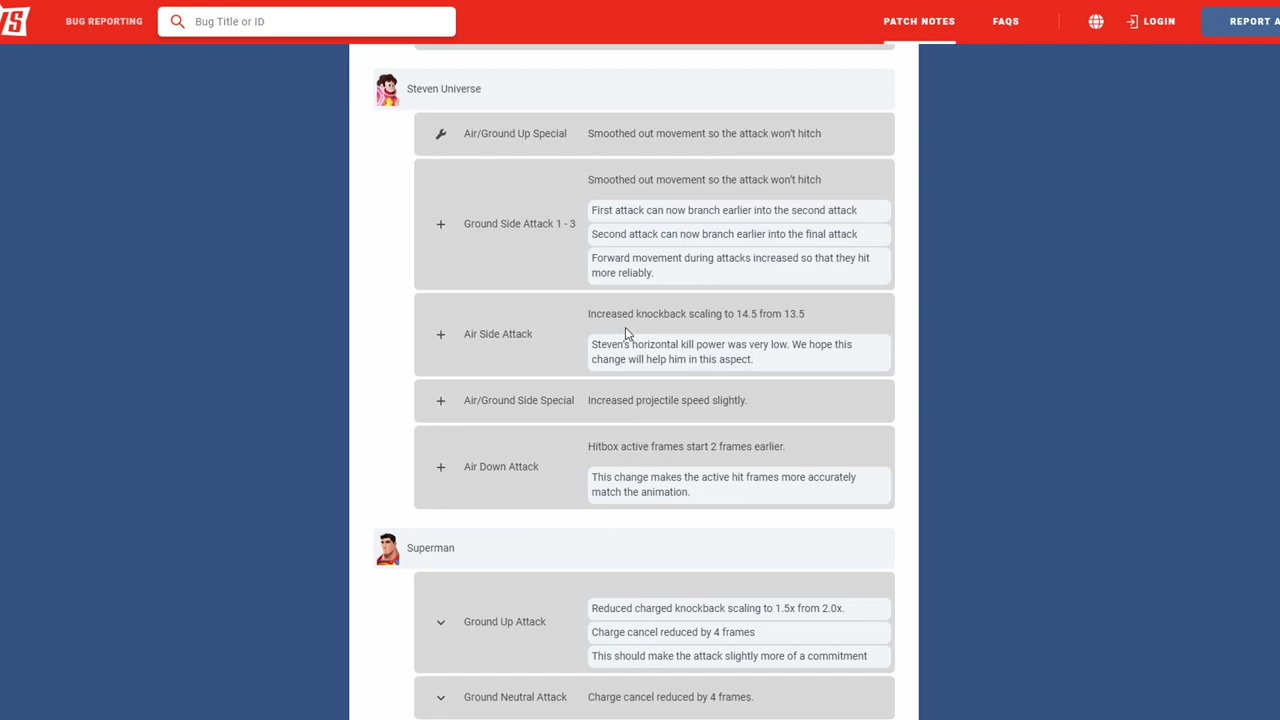 VS
BUG REPORTING
Bug Title or ID
PATCH NOTES
FAQS
LOGIN
REPORT A
Steven Universe
Air/Ground Up Special
Smoothed out movement so the attack won't hitch
Ground Side Attack 1 - 3
Smoothed out movement so the attack won't hitch
First attack can now branch earlier into the second attack
Second attack can now branch earlier into the final attack
Forward movement during attacks increased so that they hit
more reliably.
Air Side Attack
Increased knockback scaling to 14.5 from 13.5
Steven's horizontal kill power was very low. We hope this
change will help him in this aspect.
Air/Ground Side Special
Increased projectile speed slightly.
Air Down Attack
Hitbox active frames start 2 frames earlier.
This change makes the active hit frames more accurately
match the animation.
Superman
Ground Up Attack
Reduced charged knockback scaling to 1.5x from 2.0x.
Charge cancel reduced by 4 frames
This should make the attack slightly more of a commitment
Ground Neutral Attack
Charge cancel reduced by 4 frames.